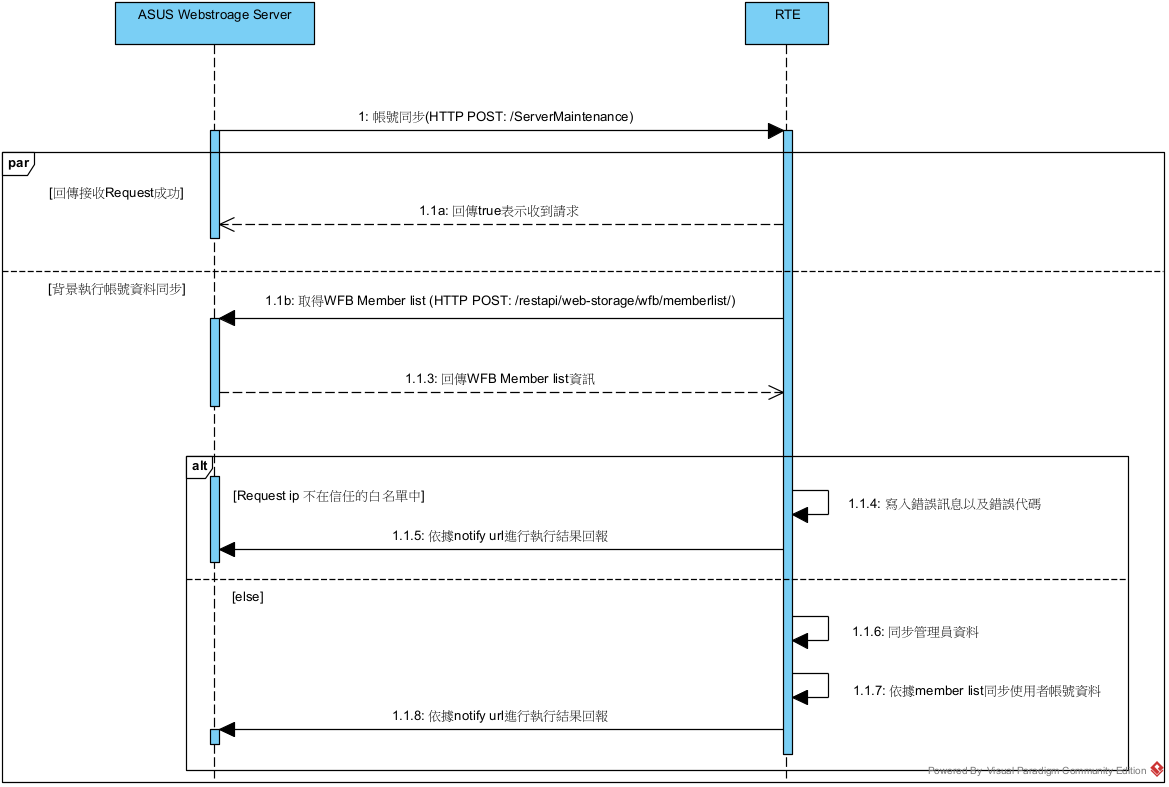 ASUS Webstroage Server
RTE
1: 帳號同步(HTTP POST: /ServerMaintenance)
par
[回傳接收Request成功]
1.1a: 回傳true表示收到請求
[背景執行帳號資料同步]
1.1b: 取得WFB Member list (HTTP POST: /restapi/web-storage/wfb/memberlist/)
1.1.3: 回傳WFB Member list資訊
alt
[Request ip 不在信任的白名單中]
1.1.4: 寫入錯誤訊息以及錯誤代碼
1.1.5: 依據notify url進行執行結果回報
[else]
1.1.6: 同步管理員資料
1.1.7: 依據member list同步使用者帳號資料
1.1.8: 依據notify url進行執行結果回報
Powered By Visual Paradigm Community Edition